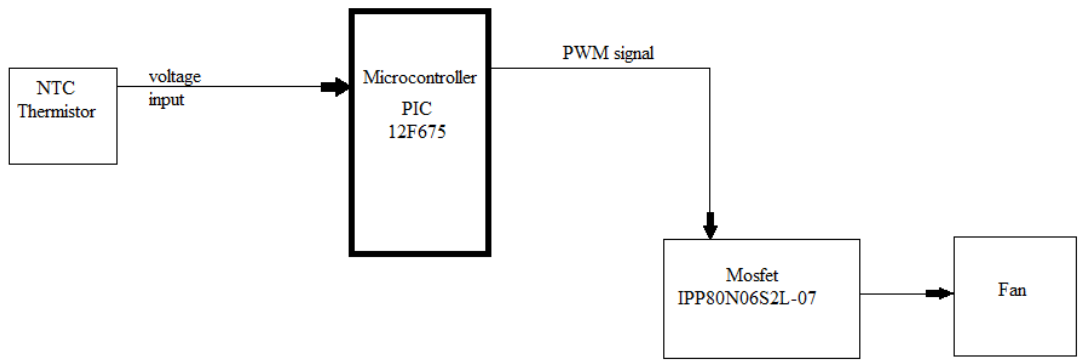 NTC
Thermistor
voltage
input
Microcontroller
PIC
12F675
PWM signal
Mosfet
IPP80N06S2L-07
Fan